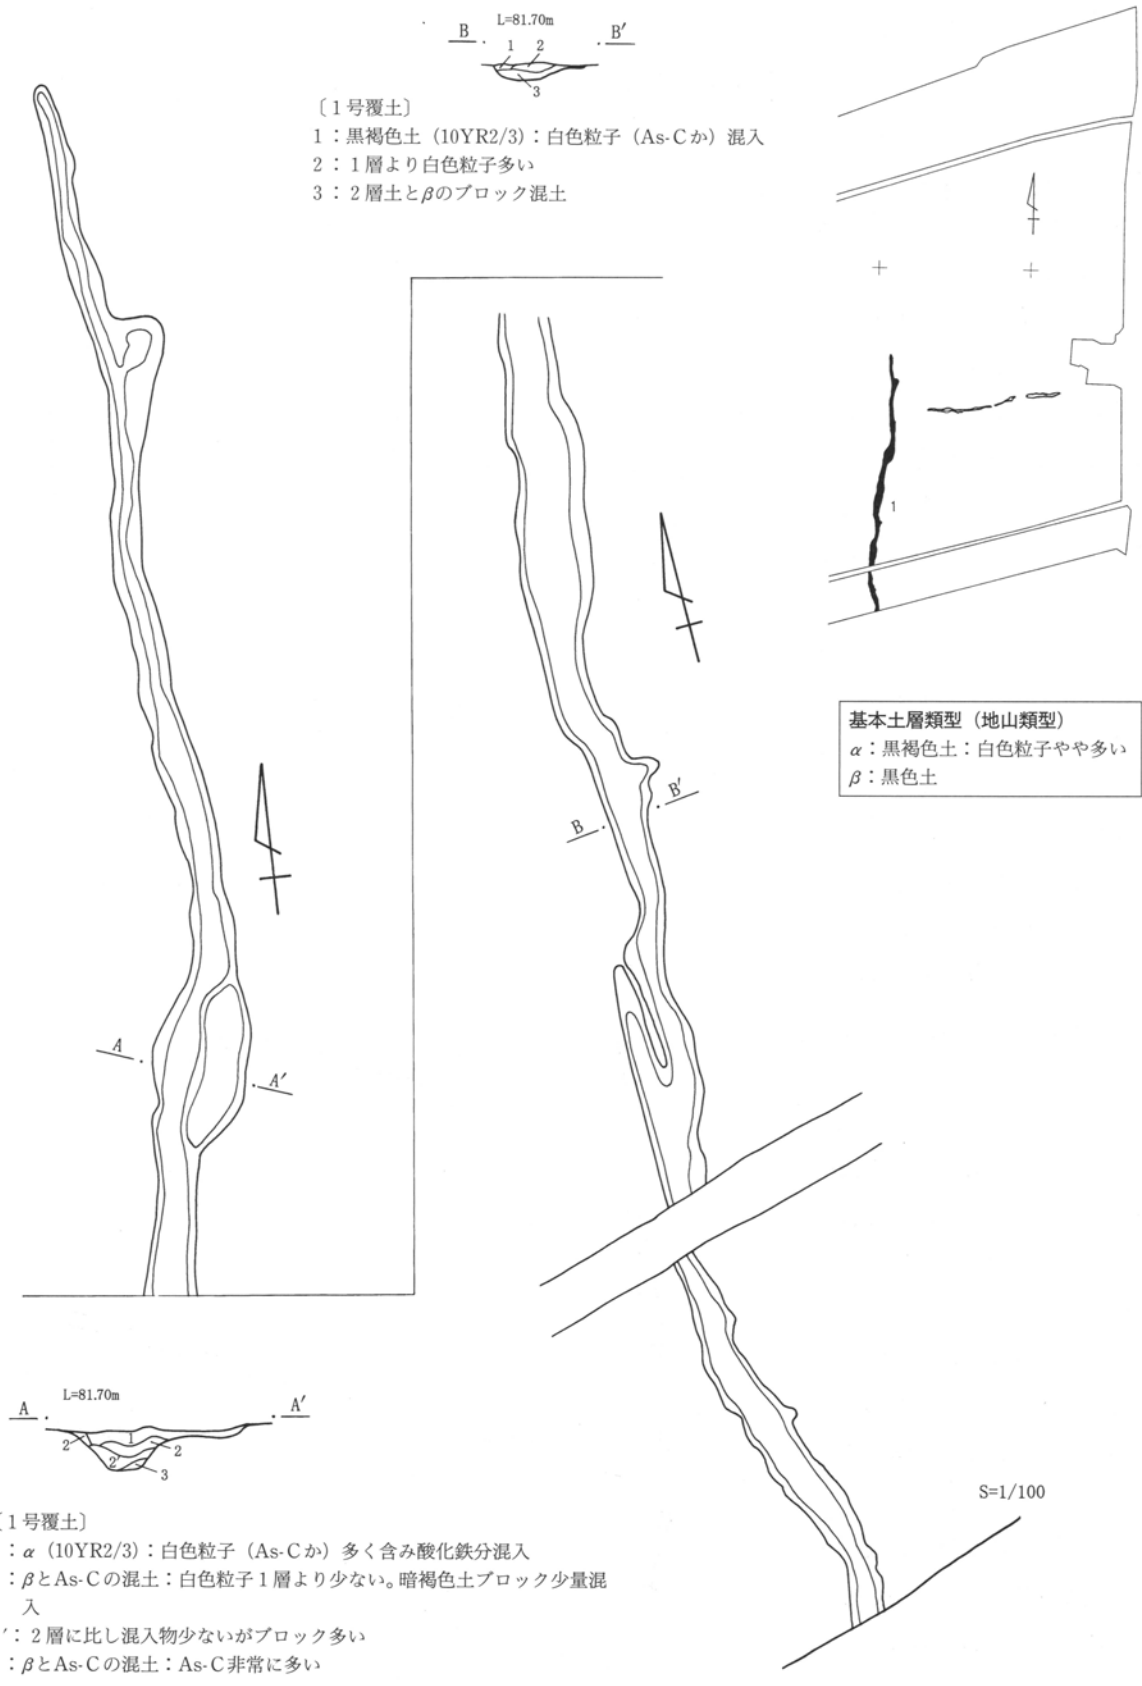 L=81.70m
B B′
1 2
3
〔1号覆土〕
1：黒褐色土（10YR2/3）：白色粒子（As-Cか）混入
2：1層より白色粒子多い
3：2層土とβのブロック混土
1
基本土層類型（地山類型）
α：黒褐色土：白色粒子やや多い
β：黒色土
B B′
A A′
L=81.70m
A A′
2 1 2
2′ 3
S=1/100
〔1号覆土〕
：α（10YR2/3）：白色粒子（As-Cか）多く含み酸化鉄分混入
：βとAs-Cの混土：白色粒子1層より少ない。暗褐色土ブロック少量混
入
′：2層に比し混入物少ないがブロック多い
：βとAs-Cの混土：As-C非常に多い